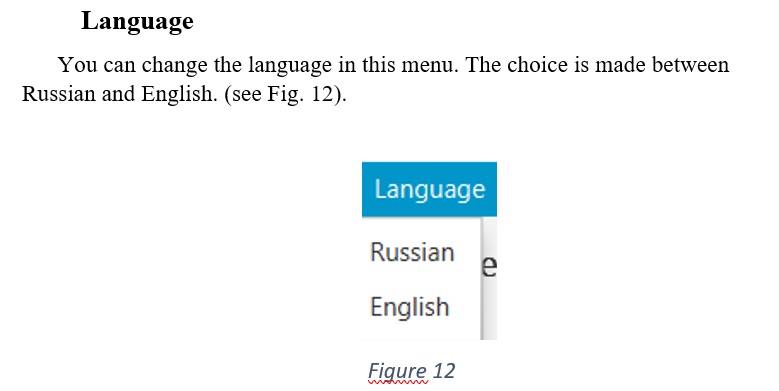 Language
You can change the language in this menu. The choice is made between
Russian and English. (see Fig. 12).
Language
Russian
e
English
Figure 12